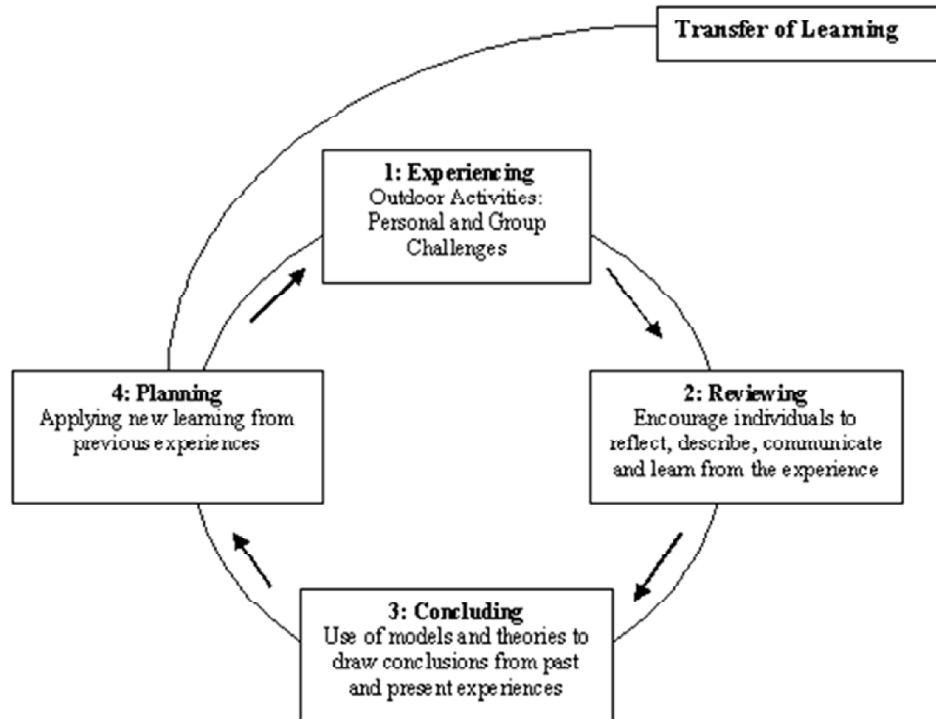 Transfer of Learning
1: Experiencing
Outdoor Activities:
Personal and Group
Challenges
4: Planning
Applying new learning from
previous experiences
2: Reviewing
Encourage individuals to
reflect, describe, communicate
and learn from the experience
3: Concluding
Use of models and theories to
draw conclusions from past
and present experiences